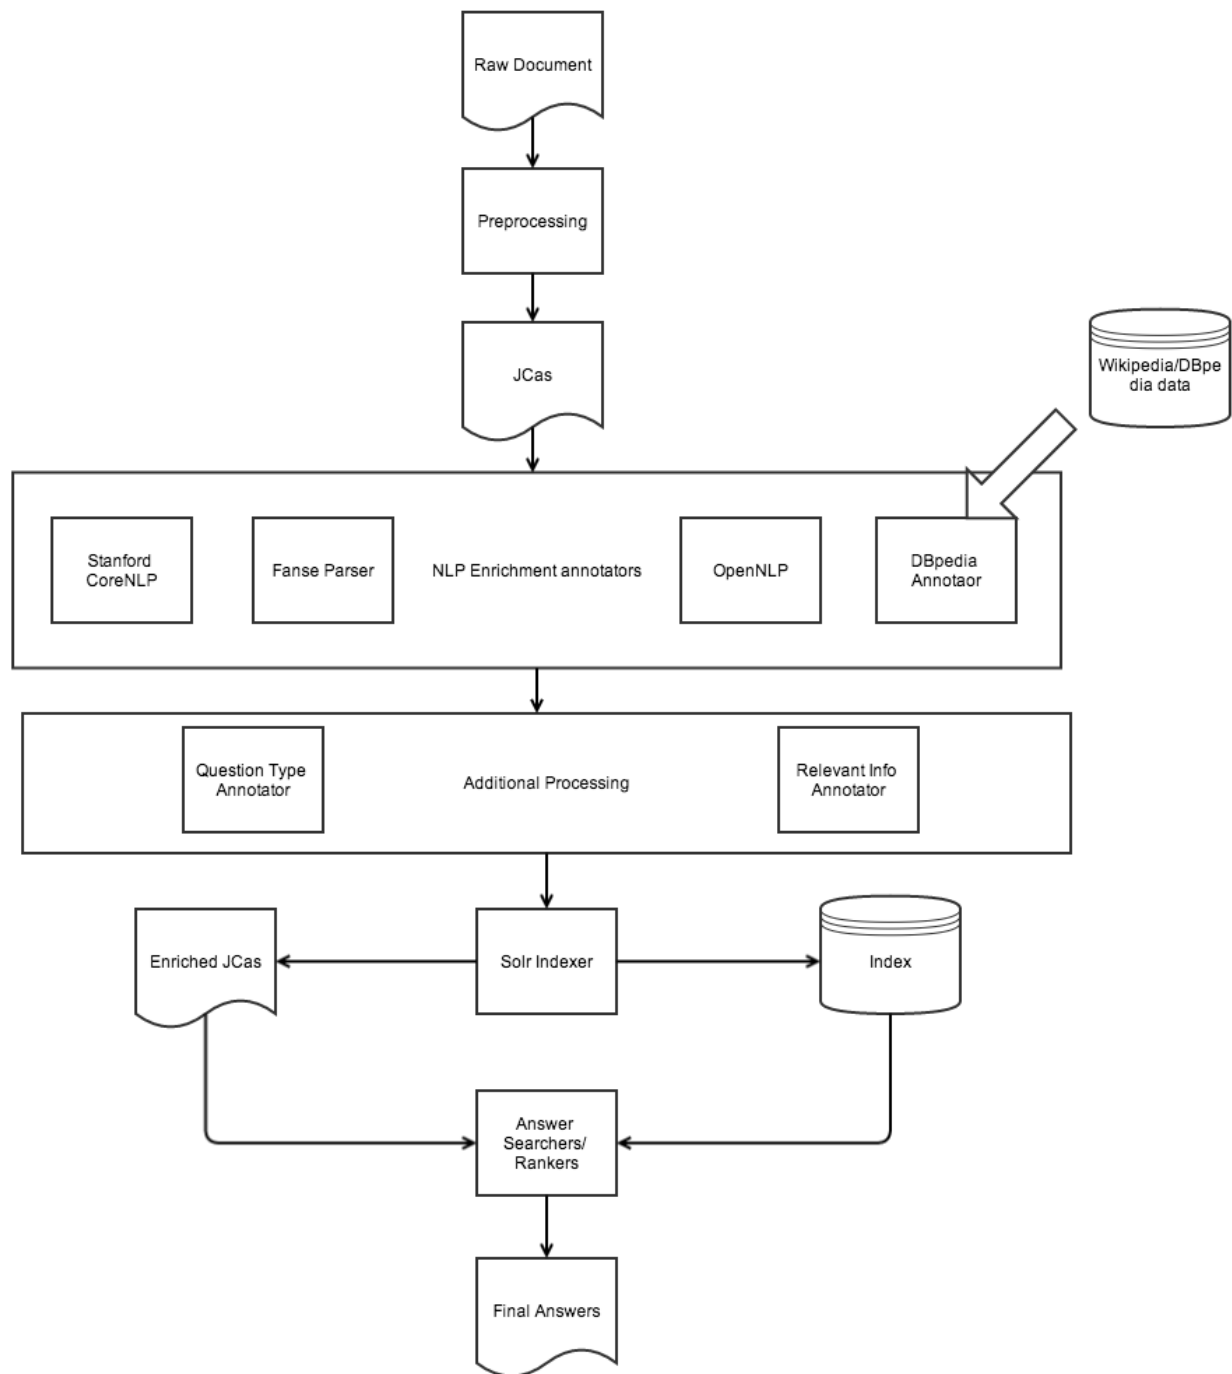 Raw Document
Preprocessing
JCas
Wikipedia/DBpe
dia data
Stanford
CoreNLP
Fanse Parser
NLP Enrichment annotators
OpenNLP
DBpedia
Annotaor
Question Type
Annotator
Additional Processing
Relevant Info
Annotator
Enriched JCas
Solr Indexer
Index
Answer
Searchers/
Rankers
Final Answers